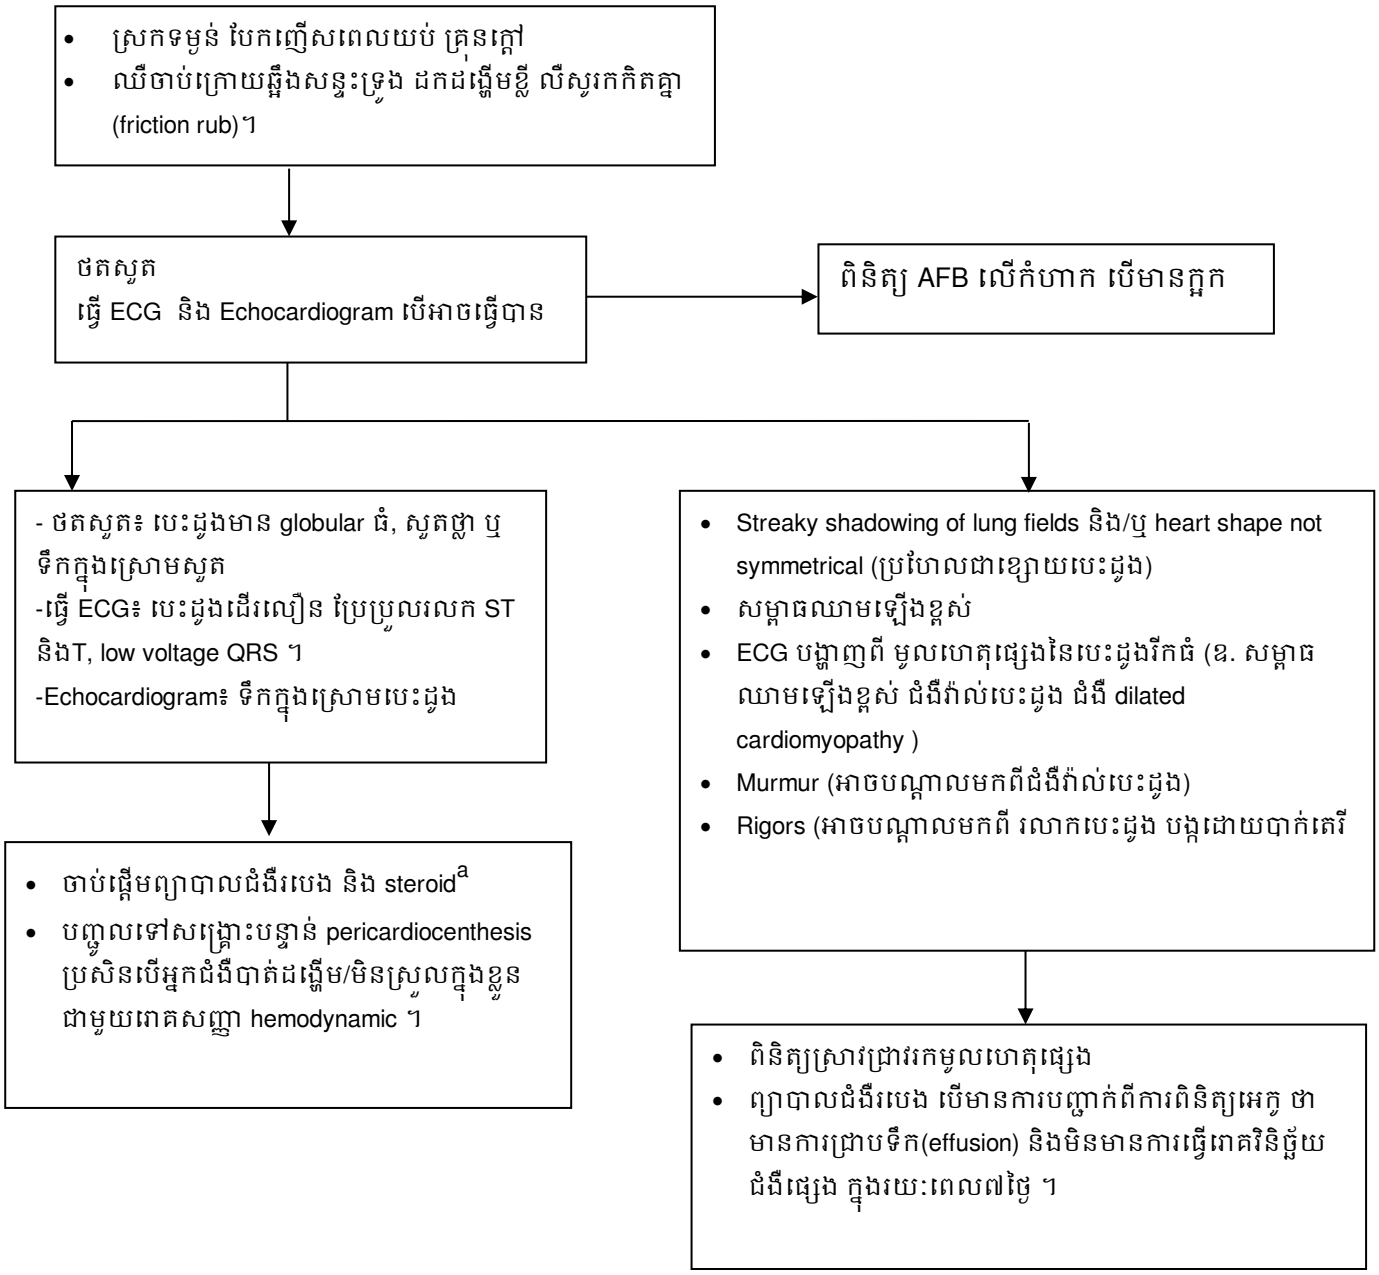 • ស្រកទម្ងន់ បែកញើសពេលយប់ គ្រុនក្តៅ
• ឈឺចាប់ក្រោយឆ្អឹងសន្ទះទ្រូង ដកដង្ហើមខ្លី លឺសូរកកិតគ្នា
(friction rub)។
ថតសួត
ធ្វើ ECG និង Echocardiogram បើអាចធ្វើបាន
ពិនិត្យ AFB លើកំហាក បើមានក្អក
- ថតសួត៖ បេះដូងមាន globular ធំ, សួតថ្លា ឬ
ទឹកក្នុងស្រោមសួត
-ធ្វើ ECG៖ បេះដូងដើរលឿន ប្រែប្រួលរលក ST
និងT, low voltage QRS ។
-Echocardiogram៖ ទឹកក្នុងស្រោមបេះដូង
• Streaky shadowing of lung fields និង/ឬ heart shape not
symmetrical (ប្រហែលជាខ្សោយបេះដូង)
• សម្ពាធឈាមឡើងខ្ពស់
• ECG បង្ហាញពី មូលហេតុផ្សេងនៃបេះដូងរីកធំ (ឧ. សម្ពាធ
ឈាមឡើងខ្ពស់ ជំងឺវ៉ាល់បេះដូង ជំងឺ dilated
cardiomyopathy )
• Murmur (អាចបណ្តាលមកពីជំងឺវ៉ាល់បេះដូង)
• Rigors (អាចបណ្តាលមកពី រលាកបេះដូង បង្កដោយបាក់តេរី
• ចាប់ផ្តើមព្យាបាលជំងឺរបេង និង steroidᵃ
• បញ្ជូលទៅសង្គ្រោះបន្ទាន់ pericardiocenthesis
ប្រសិនបើអ្នកជំងឺបាត់ដង្ហើម/មិនស្រួលក្នុងខ្លួន
ជាមួយរោគសញ្ញា hemodynamic ។
• ពិនិត្យស្រាវជ្រាវរកមូលហេតុផ្សេង
• ព្យាបាលជំងឺរបេង បើមានការបញ្ជាក់ពីការពិនិត្យអេកូ ថា
មានការជ្រាបទឹក(effusion) និងមិនមានការធ្វើរោគវិនិច្ឆ័យ
ជំងឺផ្សេង ក្នុងរយៈពេល៧ថ្ងៃ ។